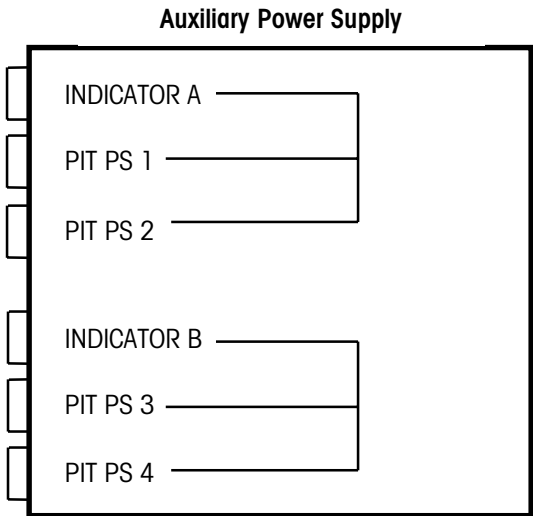 Auxiliary Power Supply
INDICATOR A
PIT PS 1
PIT PS 2
INDICATOR B
PIT PS 3
PIT PS 4